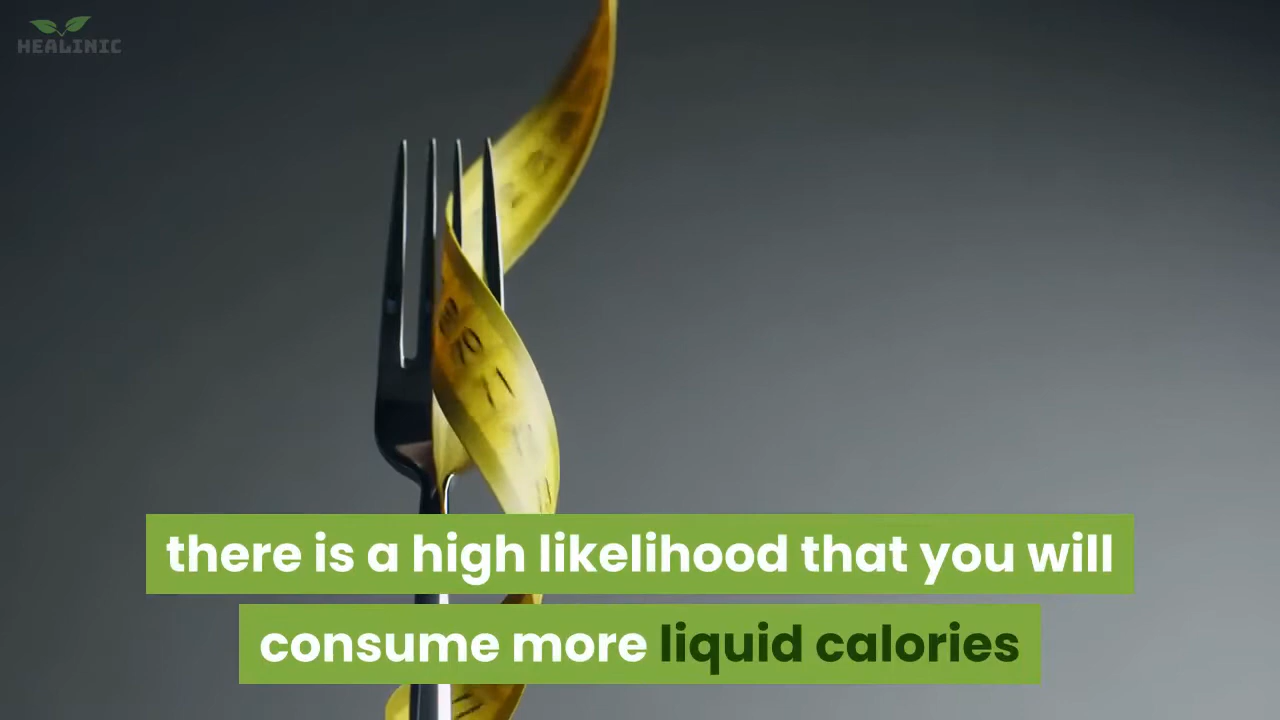 HEALINIC
there is a high likelihood that you will
consume more liquid calories